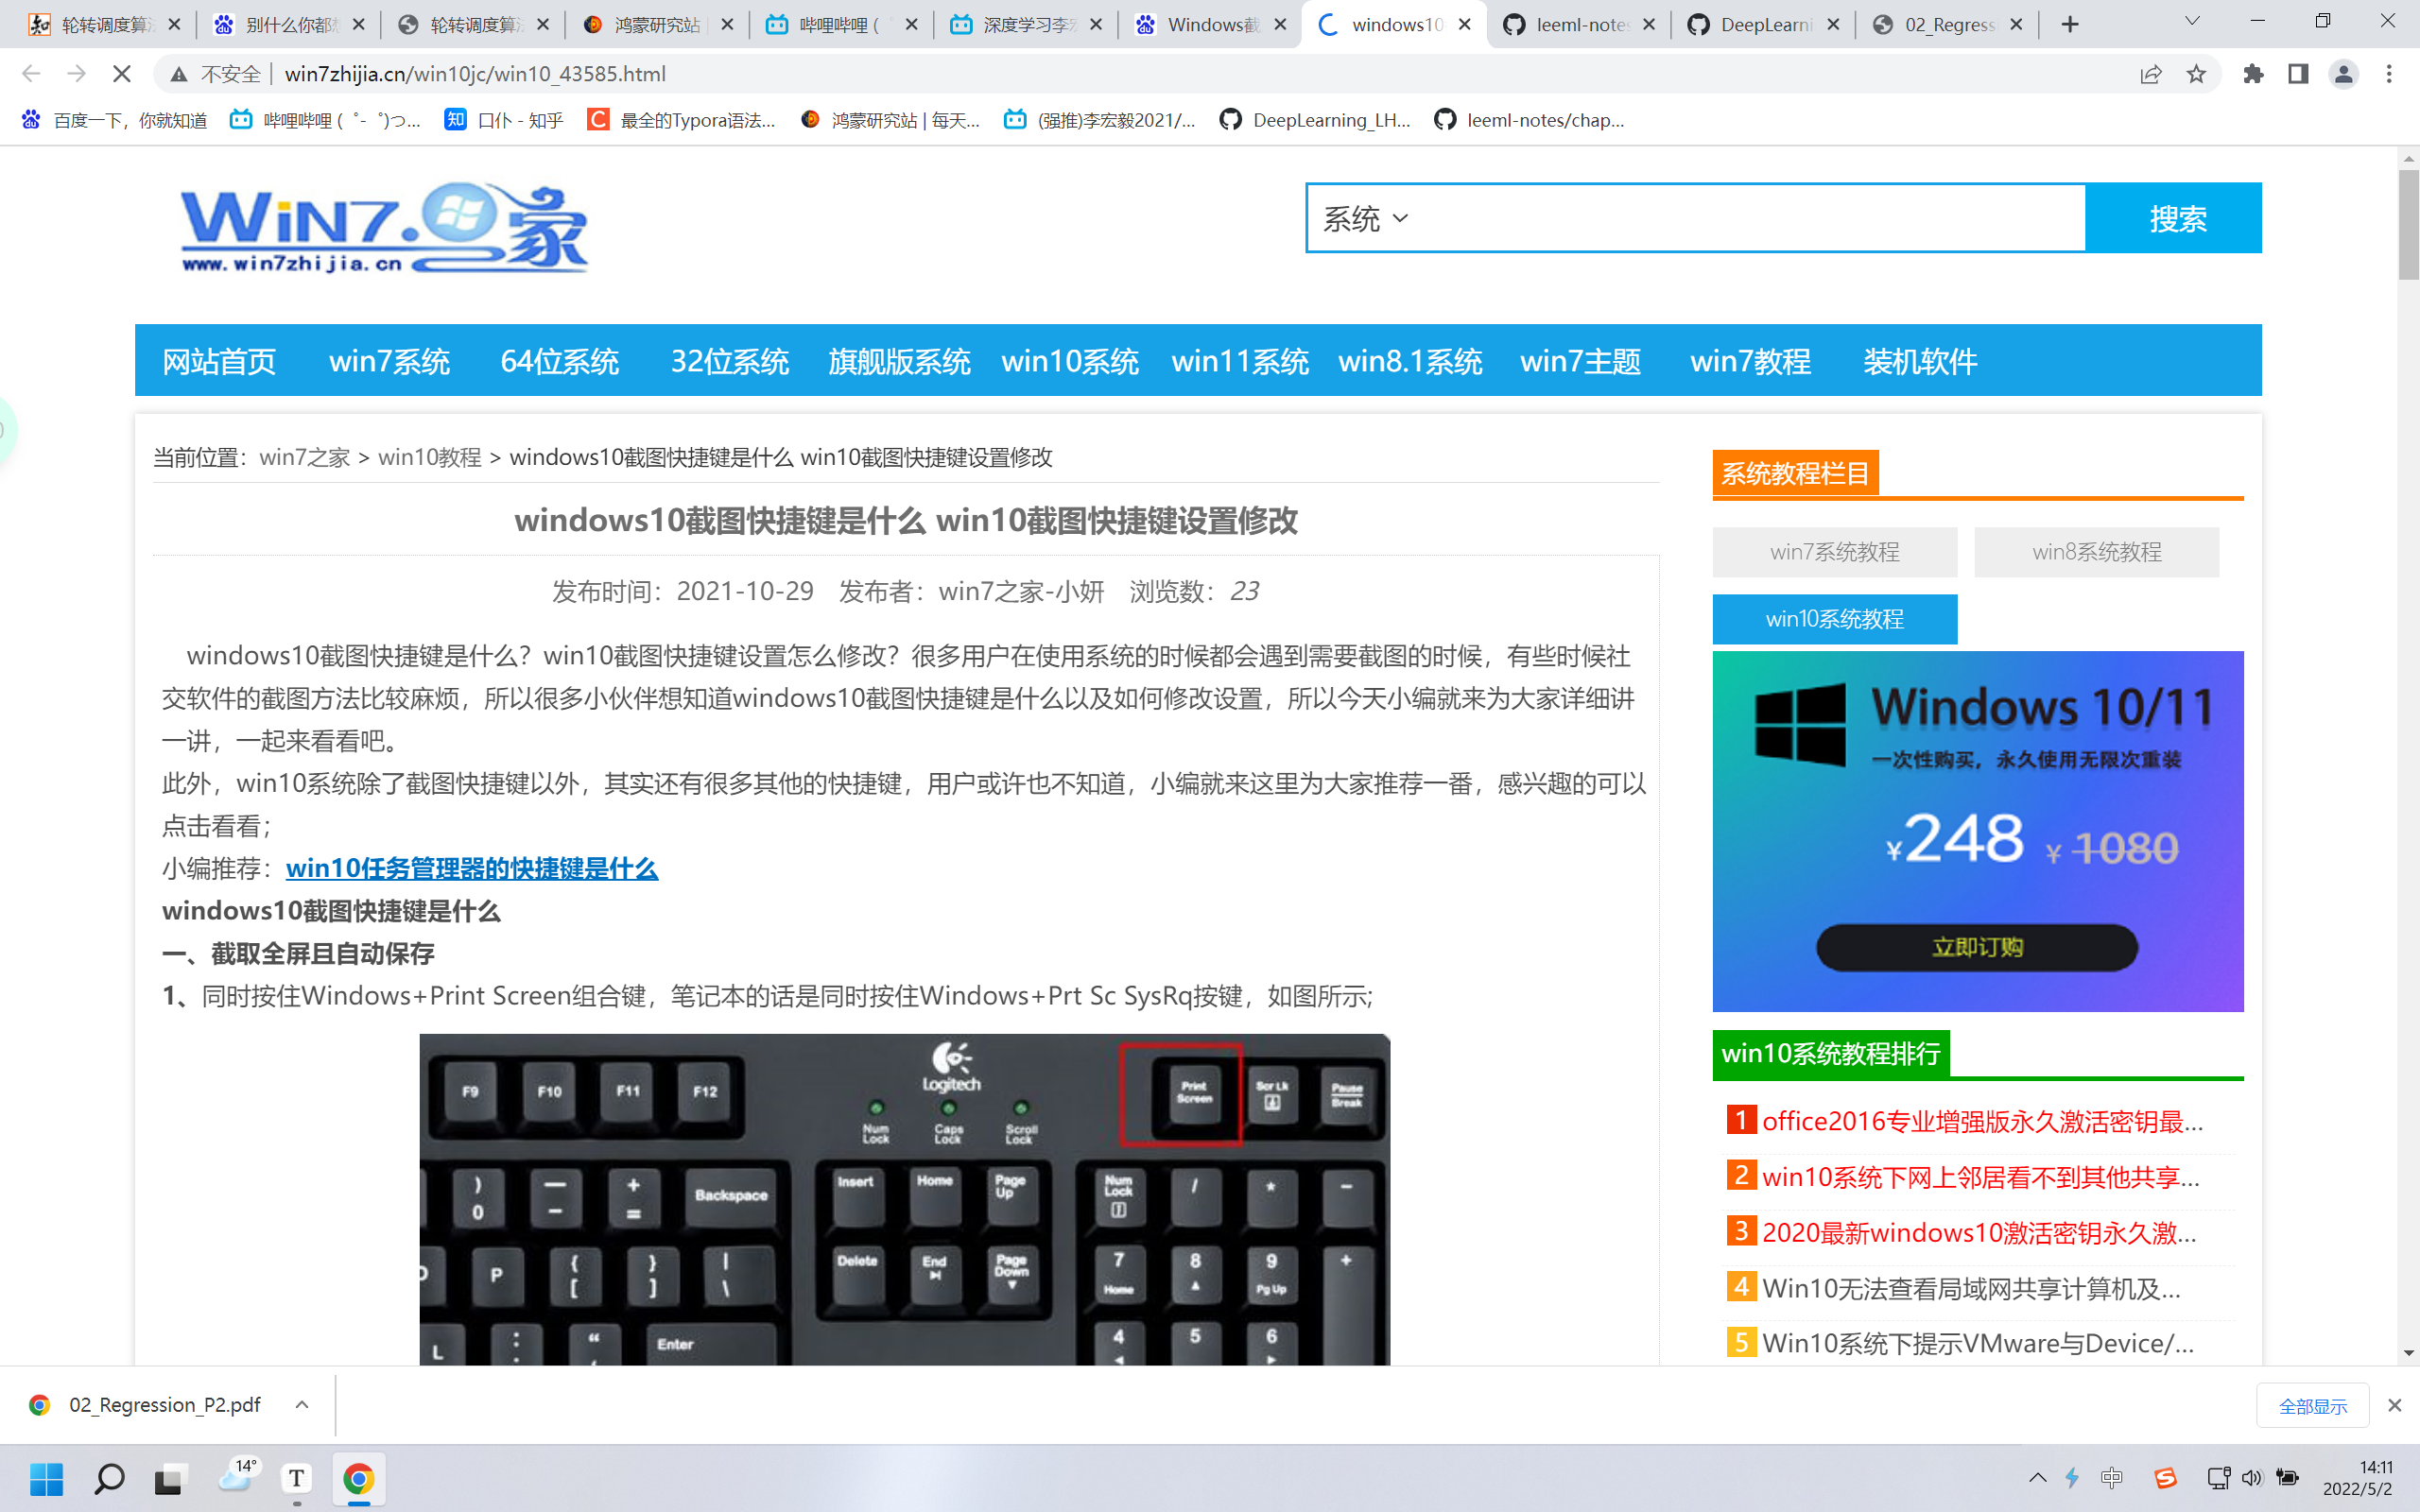 轮转调度算法
别什么你都想
轮转调度算法
鸿蒙研究站 |
哔哩哔哩 (
深度学习李宏
Windows截
windows10
leeml-notes
DeepLearni
02_Regress
不安全 | win7zhijia.cn/win10jc/win10_43585.html
百度一下，你就知道
哔哩哔哩 (゜-゜)つ...
口仆 - 知乎
最全的Typora语法...
鸿蒙研究站 | 每天...
(强推)李宏毅2021/...
DeepLearning_LH...
leeml-notes/chap...
WiN7.之家
www.win7zhijia.cn
系统
搜索
网站首页 win7系统 64位系统 32位系统 旗舰版系统 win10系统 win11系统 win8.1系统 win7主题 win7教程 装机软件
当前位置：win7之家 > win10教程 > windows10截图快捷键是什么 win10截图快捷键设置修改
windows10截图快捷键是什么 win10截图快捷键设置修改
发布时间：2021-10-29 发布者：win7之家-小妍 浏览数：23
windows10截图快捷键是什么？win10截图快捷键设置怎么修改？很多用户在使用系统的时候都会遇到需要截图的时候，有些时候社
交软件的截图方法比较麻烦，所以很多小伙伴想知道windows10截图快捷键是什么以及如何修改设置，所以今天小编就来为大家详细讲
一讲，一起来看看吧。
此外，win10系统除了截图快捷键以外，其实还有很多其他的快捷键，用户或许也不知道，小编就来这里为大家推荐一番，感兴趣的可以
点击看看；
小编推荐：win10任务管理器的快捷键是什么
windows10截图快捷键是什么
一、截取全屏且自动保存
1、同时按住Windows+Print Screen组合键，笔记本的话是同时按住Windows+Prt Sc SysRq按键，如图所示;
F9 F10 F11 F12
Logitech
Num Lock
Caps Lock
Scroll Lock
Print Screen
Scr Lk
Pause Break
) 0
— -
+ =
Backspace
Insert
Home
Page Up
Num Lock
/
*
-
P
{ [
} ]
| \
Delete
End
Page Down
7 Home
8
9 Pg Up
+
L
: ;
“ ‘
Enter
4
5
6
系统教程栏目
win7系统教程
win8系统教程
win10系统教程
Windows 10/11
一次性购买，永久使用无限次重装
¥248 ¥1080
立即订购
win10系统教程排行
1 office2016专业增强版永久激活密钥最...
2 win10系统下网上邻居看不到其他共享...
3 2020最新windows10激活密钥永久激...
4 Win10无法查看局域网共享计算机及...
5 Win10系统下提示VMware与Device/...
02_Regression_P2.pdf
全部显示
14°
T
中
S
14:11
2022/5/2